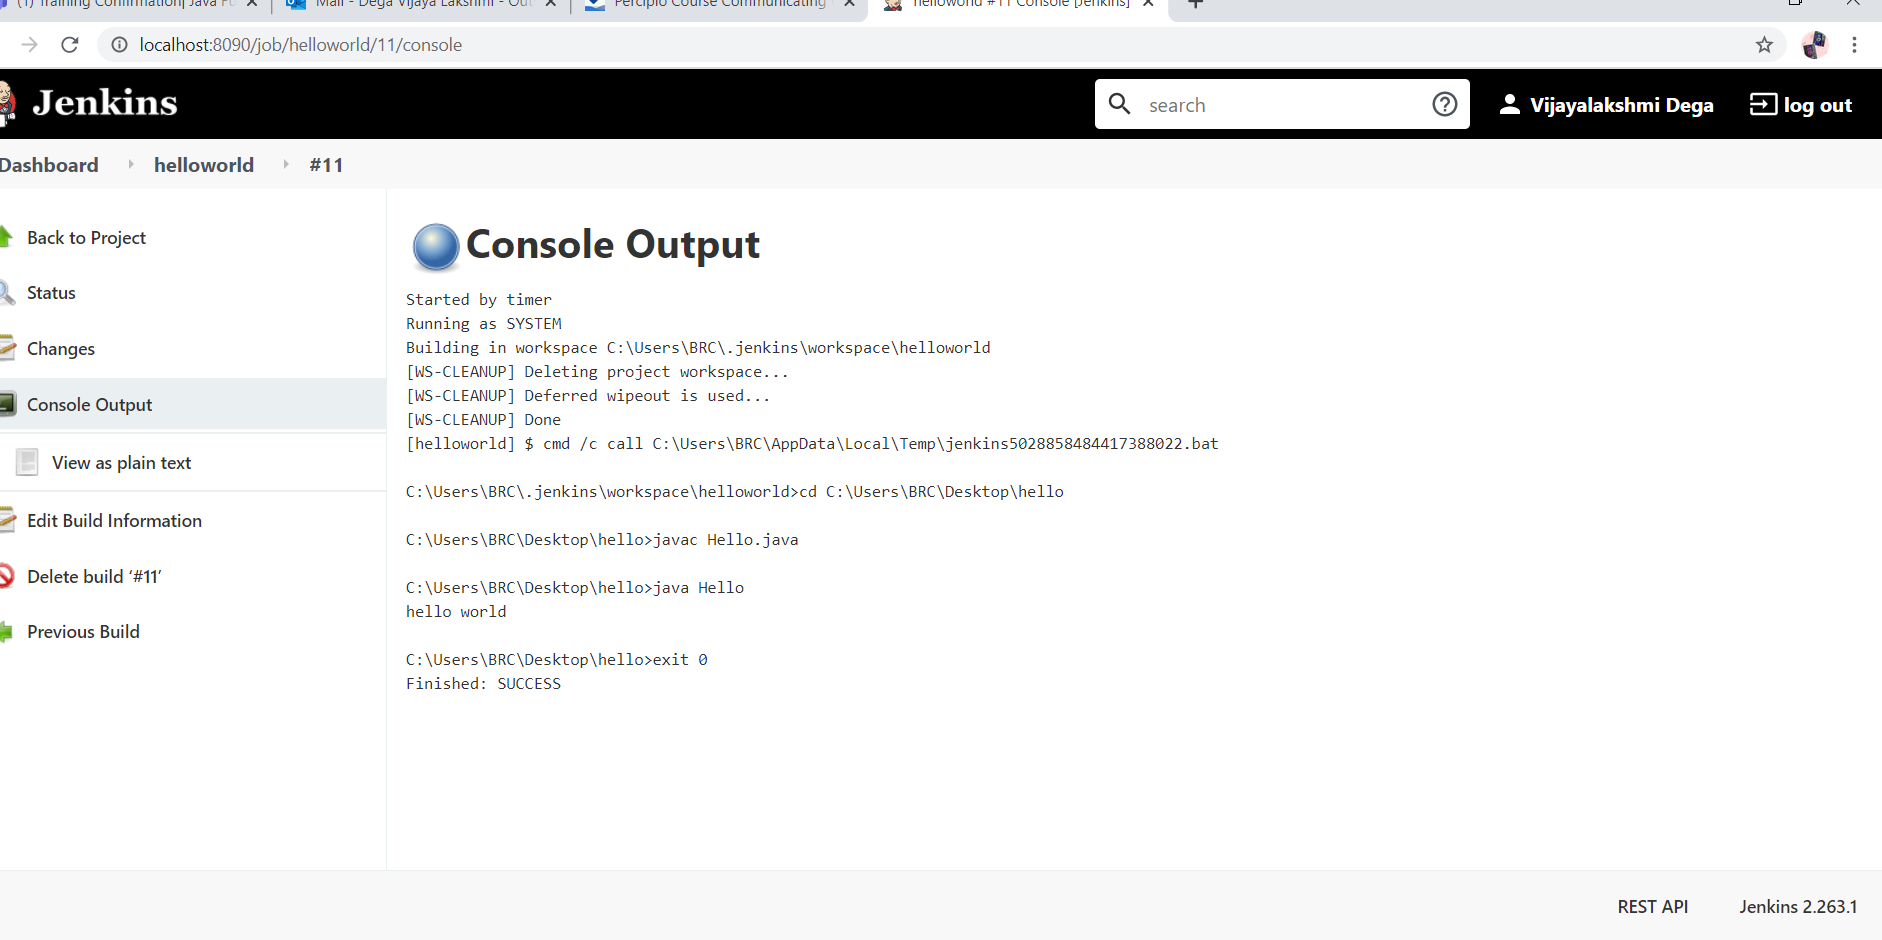 (1) Training Confirmation| Java Fu
Mail - Dega Vijaya Lakshmi - Out
Percipio Course Communicating
helloworld #11 Console [Jenkins]
localhost:8090/job/helloworld/11/console
Jenkins
search
Vijayalakshmi Dega
log out
Dashboard
helloworld
#11
Back to Project
Status
Changes
Console Output
View as plain text
Edit Build Information
Delete build ‘#11’
Previous Build
Console Output
Started by timer
Running as SYSTEM
Building in workspace C:\Users\BRC\.jenkins\workspace\helloworld
[WS-CLEANUP] Deleting project workspace...
[WS-CLEANUP] Deferred wipeout is used...
[WS-CLEANUP] Done
[helloworld] $ cmd /c call C:\Users\BRC\AppData\Local\Temp\jenkins5028858484417388022.bat
C:\Users\BRC\.jenkins\workspace\helloworld>cd C:\Users\BRC\Desktop\hello
C:\Users\BRC\Desktop\hello>javac Hello.java
C:\Users\BRC\Desktop\hello>java Hello
hello world
C:\Users\BRC\Desktop\hello>exit 0
Finished: SUCCESS
REST API
Jenkins 2.263.1